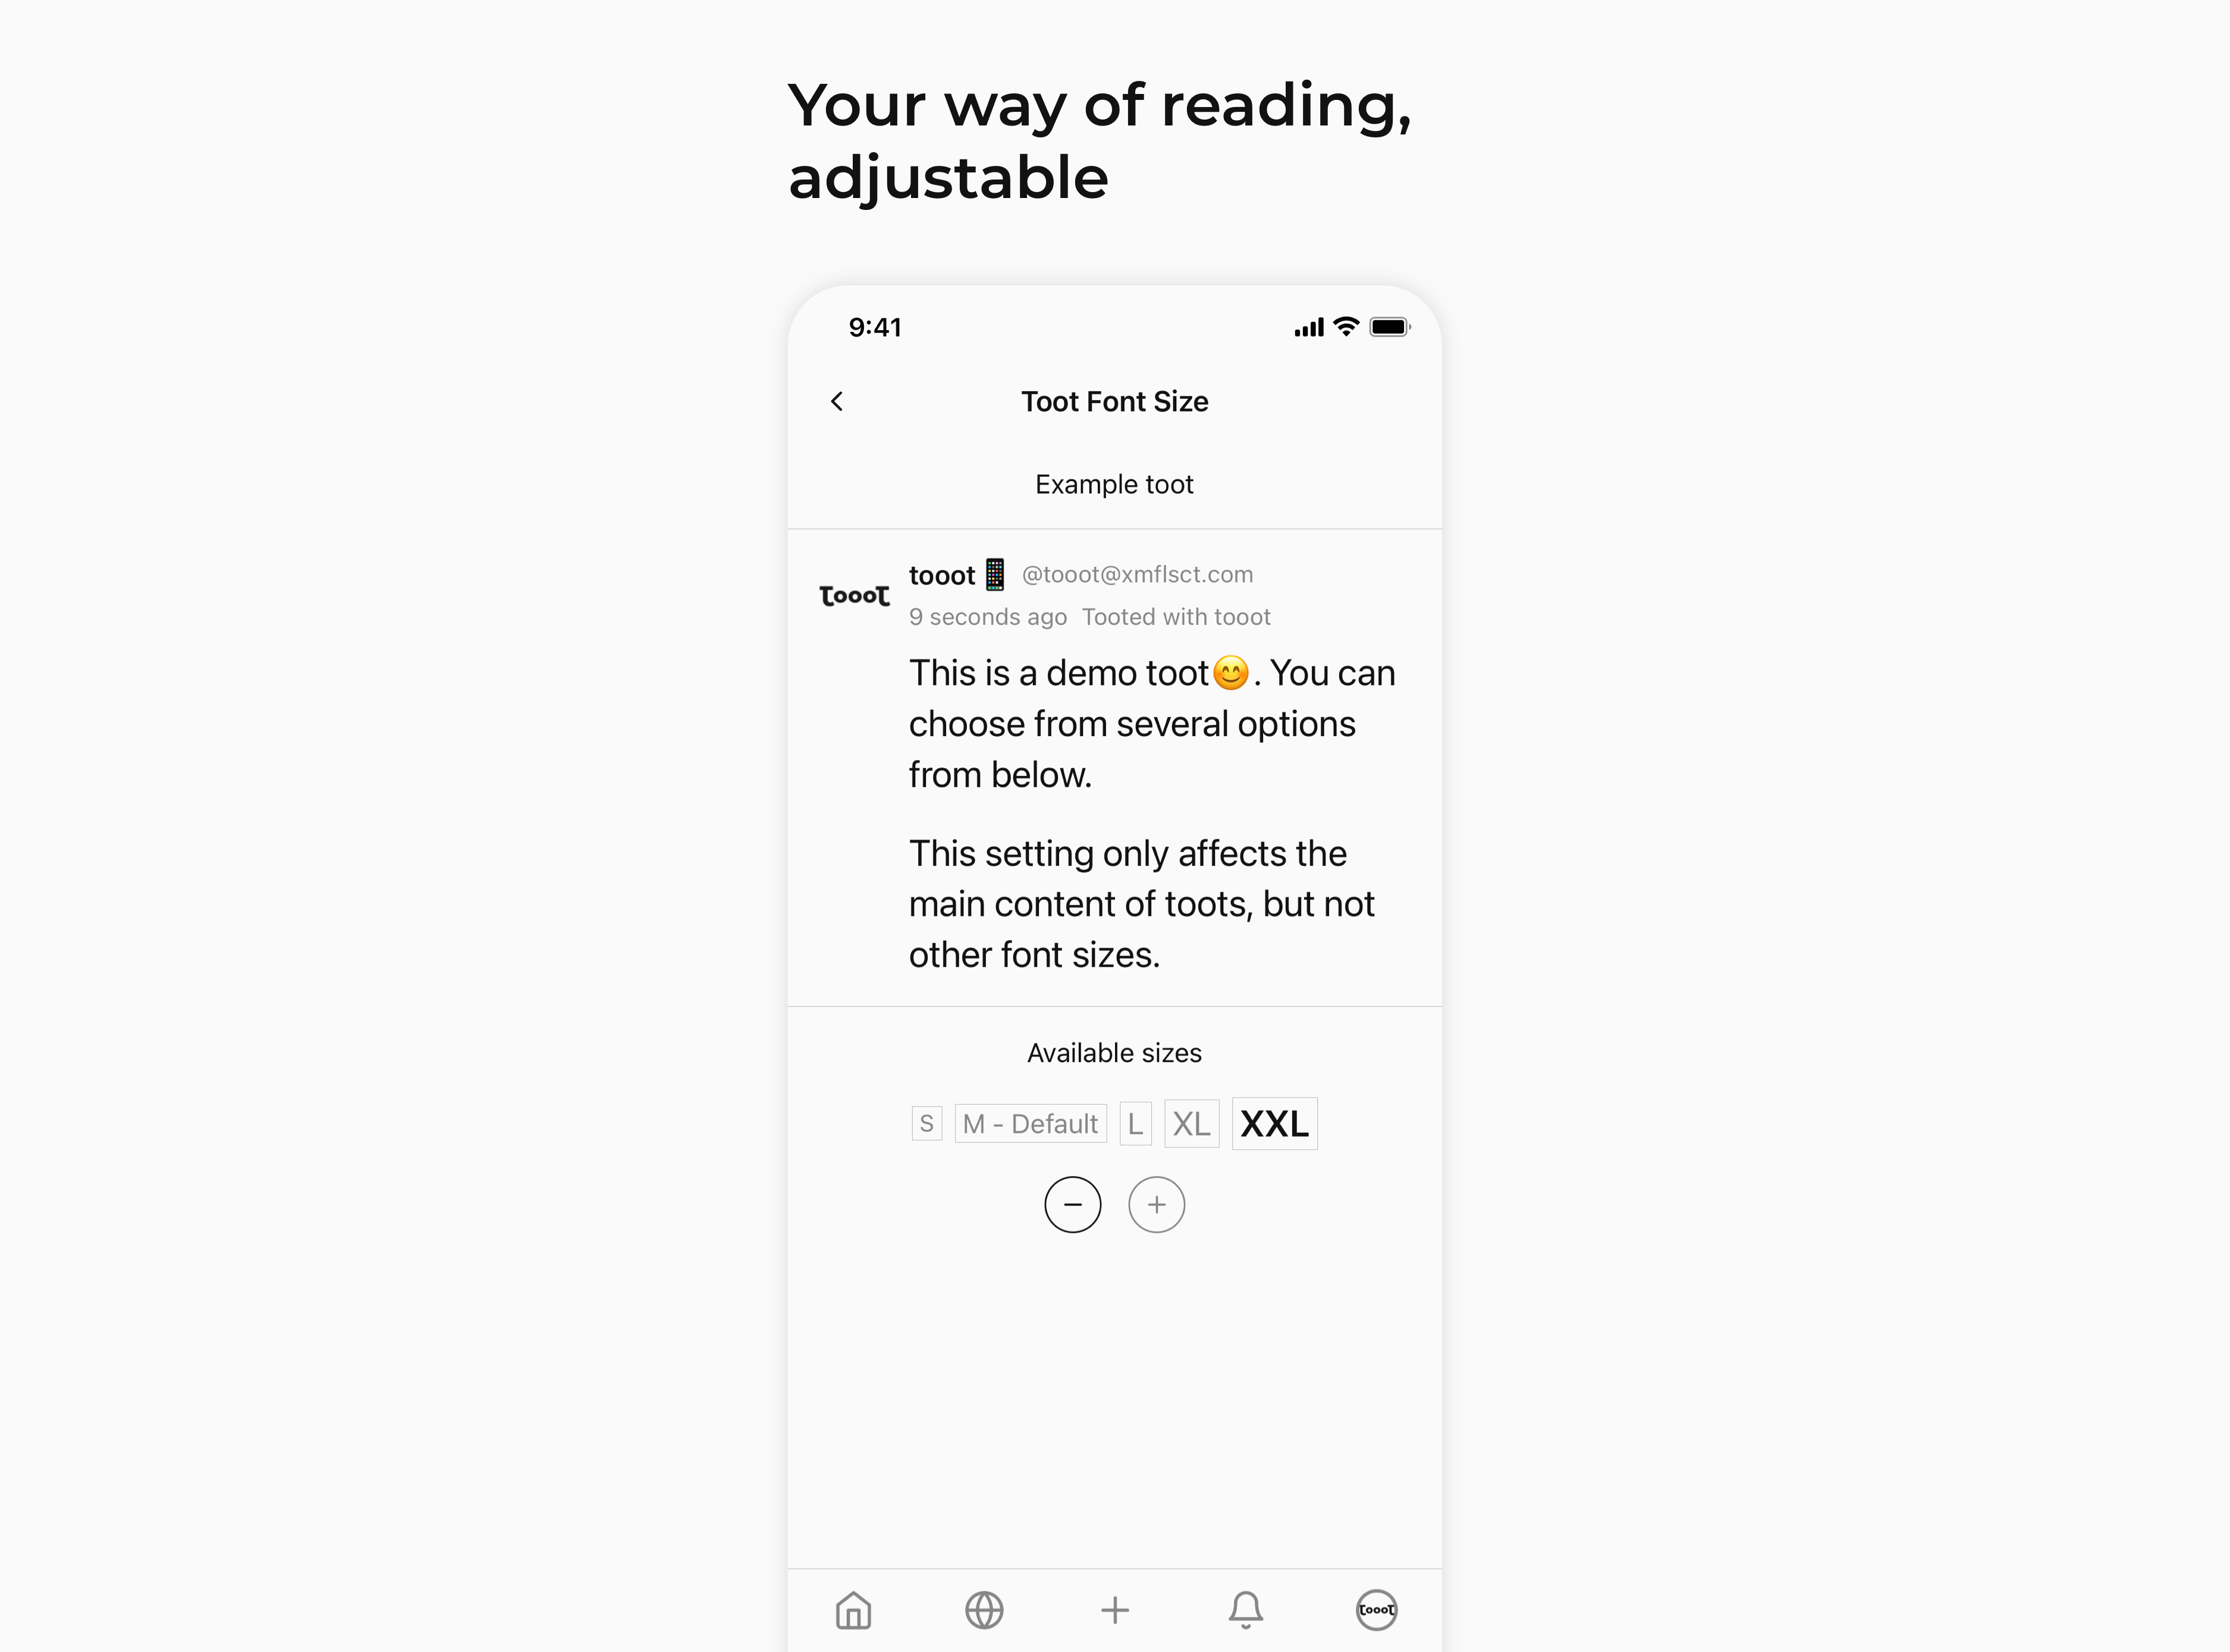 Your way of reading,
adjustable
9:41
Toot Font Size
Example toot
tooot
tooot📱 @tooot@xmflsct.com
9 seconds ago Tooted with tooot
This is a demo toot😊. You can
choose from several options
from below.
This setting only affects the
main content of toots, but not
other font sizes.
Available sizes
S M - Default L XL XXL
tooot